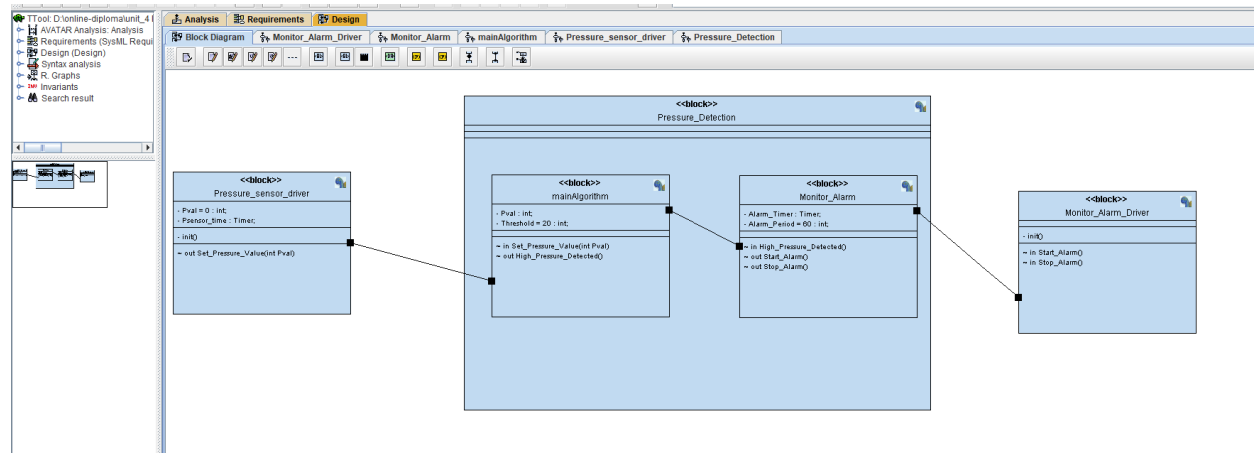 TTool: D:\online-diploma\unit_4
AVATAR Analysis: Analysis
Requirements (SysML Requi
Design (Design)
Syntax analysis
R. Graphs
Invariants
Search result
Analysis Requirements Design
Block Diagram Monitor_Alarm_Driver Monitor_Alarm mainAlgorithm Pressure_sensor_driver Pressure_Detection
<<block>>
Pressure_Detection
<<block>>
Pressure_sensor_driver
- Pval = 0 : int;
- Psensor_time : Timer;
- init()
~ out Set_Pressure_Value(int Pval)
<<block>>
mainAlgorithm
- Pval : int;
- Threshold = 20 : int;
~ in Set_Pressure_Value(int Pval)
~ out High_Pressure_Detected()
<<block>>
Monitor_Alarm
- Alarm_Timer : Timer;
- Alarm_Period = 60 : int;
~ in High_Pressure_Detected()
~ out Start_Alarm()
~ out Stop_Alarm()
<<block>>
Monitor_Alarm_Driver
- init()
~ in Start_Alarm()
~ in Stop_Alarm()